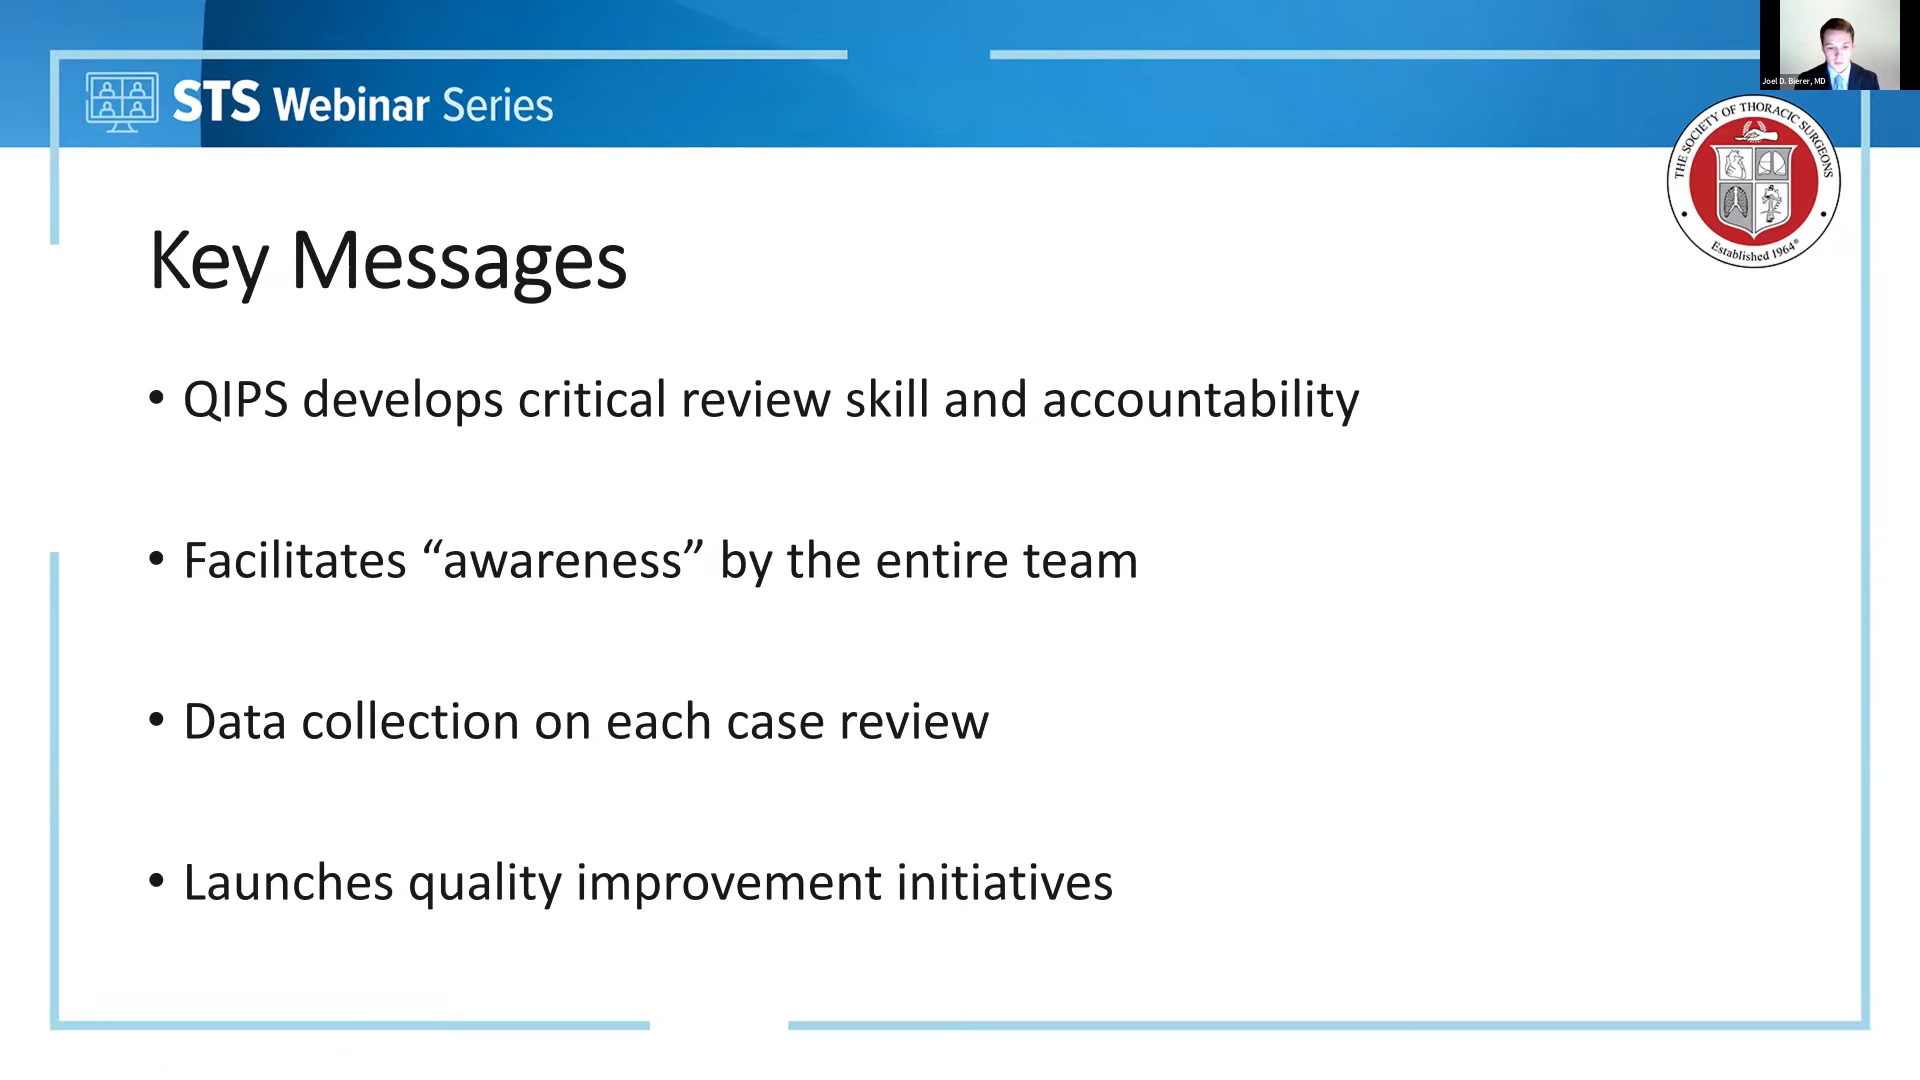 STS Webinar Series
Joel D. Bierer, MD
THE SOCIETY OF THORACIC SURGEONS
Established 1964®
Key Messages
• QIPS develops critical review skill and accountability
• Facilitates “awareness” by the entire team
• Data collection on each case review
• Launches quality improvement initiatives